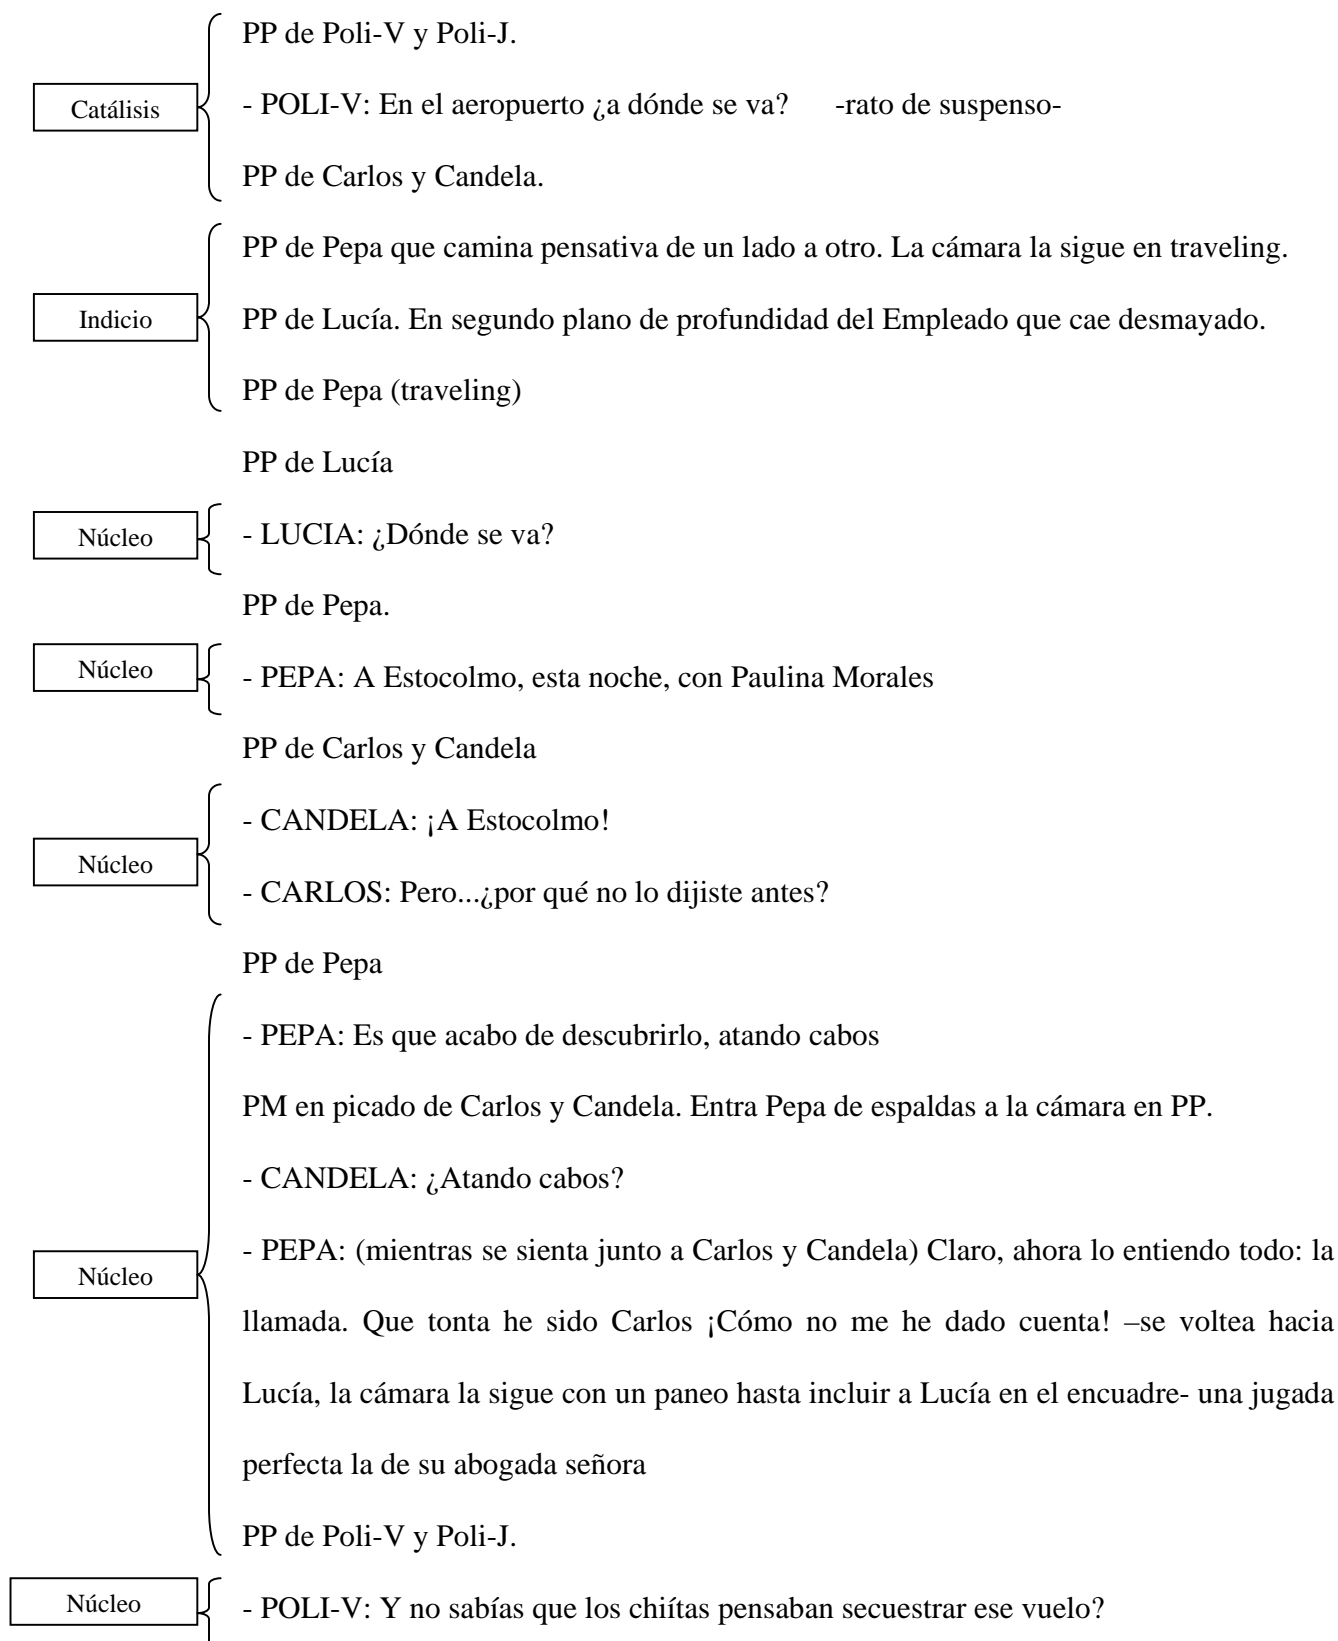 PP de Poli-V y Poli-J.
Catálisis
- POLI-V: En el aeropuerto ¿a dónde se va? -rato de suspenso-
PP de Carlos y Candela.
PP de Pepa que camina pensativa de un lado a otro. La cámara la sigue en traveling.
Indicio
PP de Lucía. En segundo plano de profundidad del Empleado que cae desmayado.
PP de Pepa (traveling)
PP de Lucía
Núcleo
- LUCIA: ¿Dónde se va?
PP de Pepa.
Núcleo
- PEPA: A Estocolmo, esta noche, con Paulina Morales
PP de Carlos y Candela
- CANDELA: ¡A Estocolmo!
Núcleo
- CARLOS: Pero...¿por qué no lo dijiste antes?
PP de Pepa
- PEPA: Es que acabo de descubrirlo, atando cabos
PM en picado de Carlos y Candela. Entra Pepa de espaldas a la cámara en PP.
- CANDELA: ¿Atando cabos?
Núcleo
- PEPA: (mientras se sienta junto a Carlos y Candela) Claro, ahora lo entiendo todo: la
llamada. Que tonta he sido Carlos ¡Cómo no me he dado cuenta! –se voltea hacia
Lucía, la cámara la sigue con un paneo hasta incluir a Lucía en el encuadre- una jugada
perfecta la de su abogada señora
PP de Poli-V y Poli-J.
Núcleo
- POLI-V: Y no sabías que los chiítas pensaban secuestrar ese vuelo?